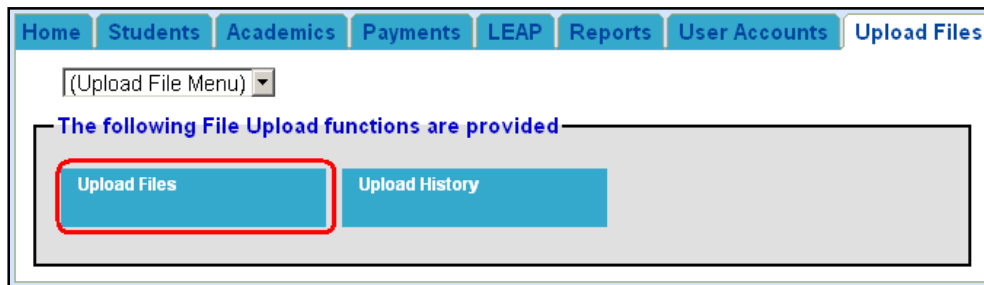 Home Students Academics Payments LEAP Reports User Accounts Upload Files
(Upload File Menu)
The following File Upload functions are provided
Upload Files Upload History